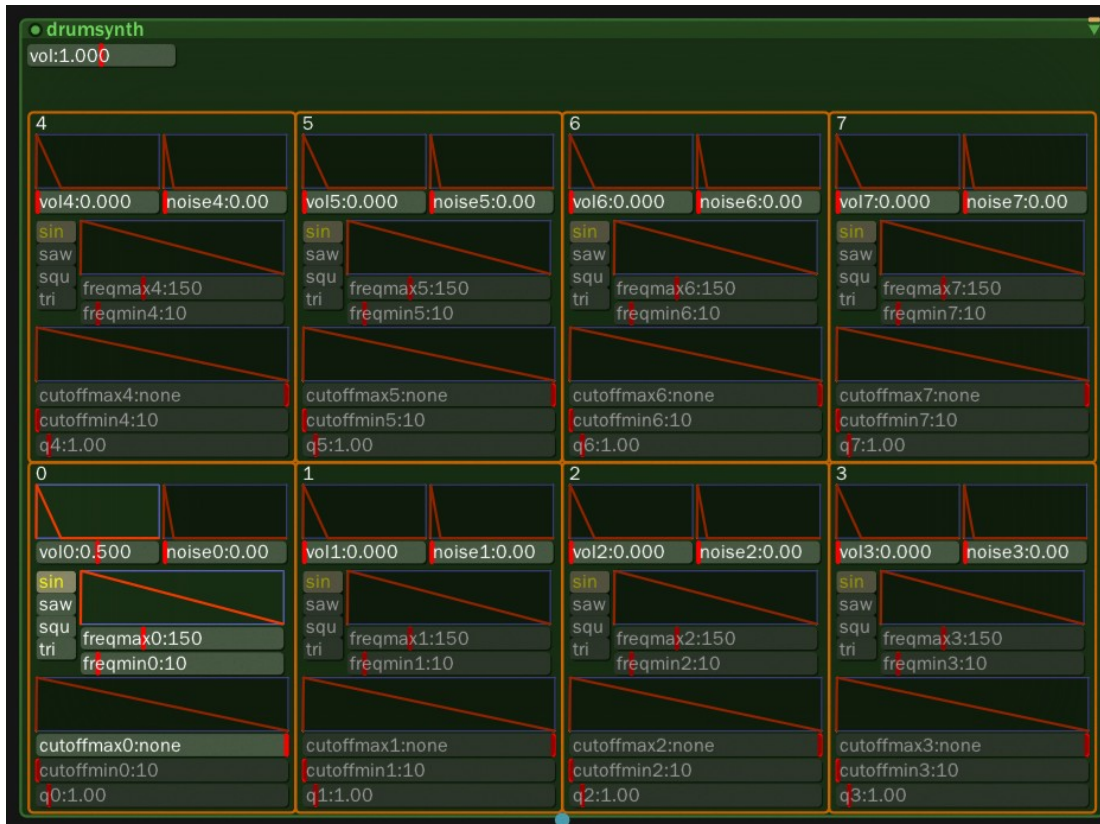 drumsynth
vol:1.000
4 5 6 7
vol4:0.000 noise4:0.00 vol5:0.000 noise5:0.00 vol6:0.000 noise6:0.00 vol7:0.000 noise7:0.00
sin sin sin sin
saw saw saw saw
squ freqmax4:150 squ freqmax5:150 squ freqmax6:150 squ freqmax7:150
tri freqmin4:10 tri freqmin5:10 tri freqmin6:10 tri freqmin7:10
cutoffmax4:none cutoffmax5:none cutoffmax6:none cutoffmax7:none
cutoffmin4:10 cutoffmin5:10 cutoffmin6:10 cutoffmin7:10
q4:1.00 q5:1.00 q6:1.00 q7:1.00
0 1 2 3
vol0:0.500 noise0:0.00 vol1:0.000 noise1:0.00 vol2:0.000 noise2:0.00 vol3:0.000 noise3:0.00
sin sin sin sin
saw saw saw saw
squ freqmax0:150 squ freqmax1:150 squ freqmax2:150 squ freqmax3:150
tri freqmin0:10 tri freqmin1:10 tri freqmin2:10 tri freqmin3:10
cutoffmax0:none cutoffmax1:none cutoffmax2:none cutoffmax3:none
cutoffmin0:10 cutoffmin1:10 cutoffmin2:10 cutoffmin3:10
q0:1.00 q1:1.00 q2:1.00 q3:1.00